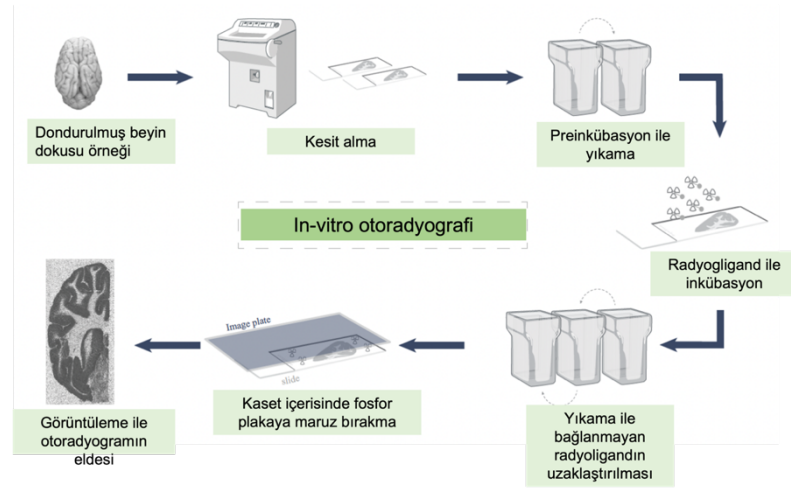 Dondurulmuş beyin
dokusu örneği
Kesit alma
Preinkübasyon ile
yıkama
In-vitro otoradyografi
Radyogligand ile
inkübasyon
Image plate
slide
Görüntüleme ile
otoradyogramın
eldesi
Kaset içerisinde fosfor
plakaya maruz bırakma
Yıkama ile
bağlanmayan
radyoligandın
uzaklaştırılması